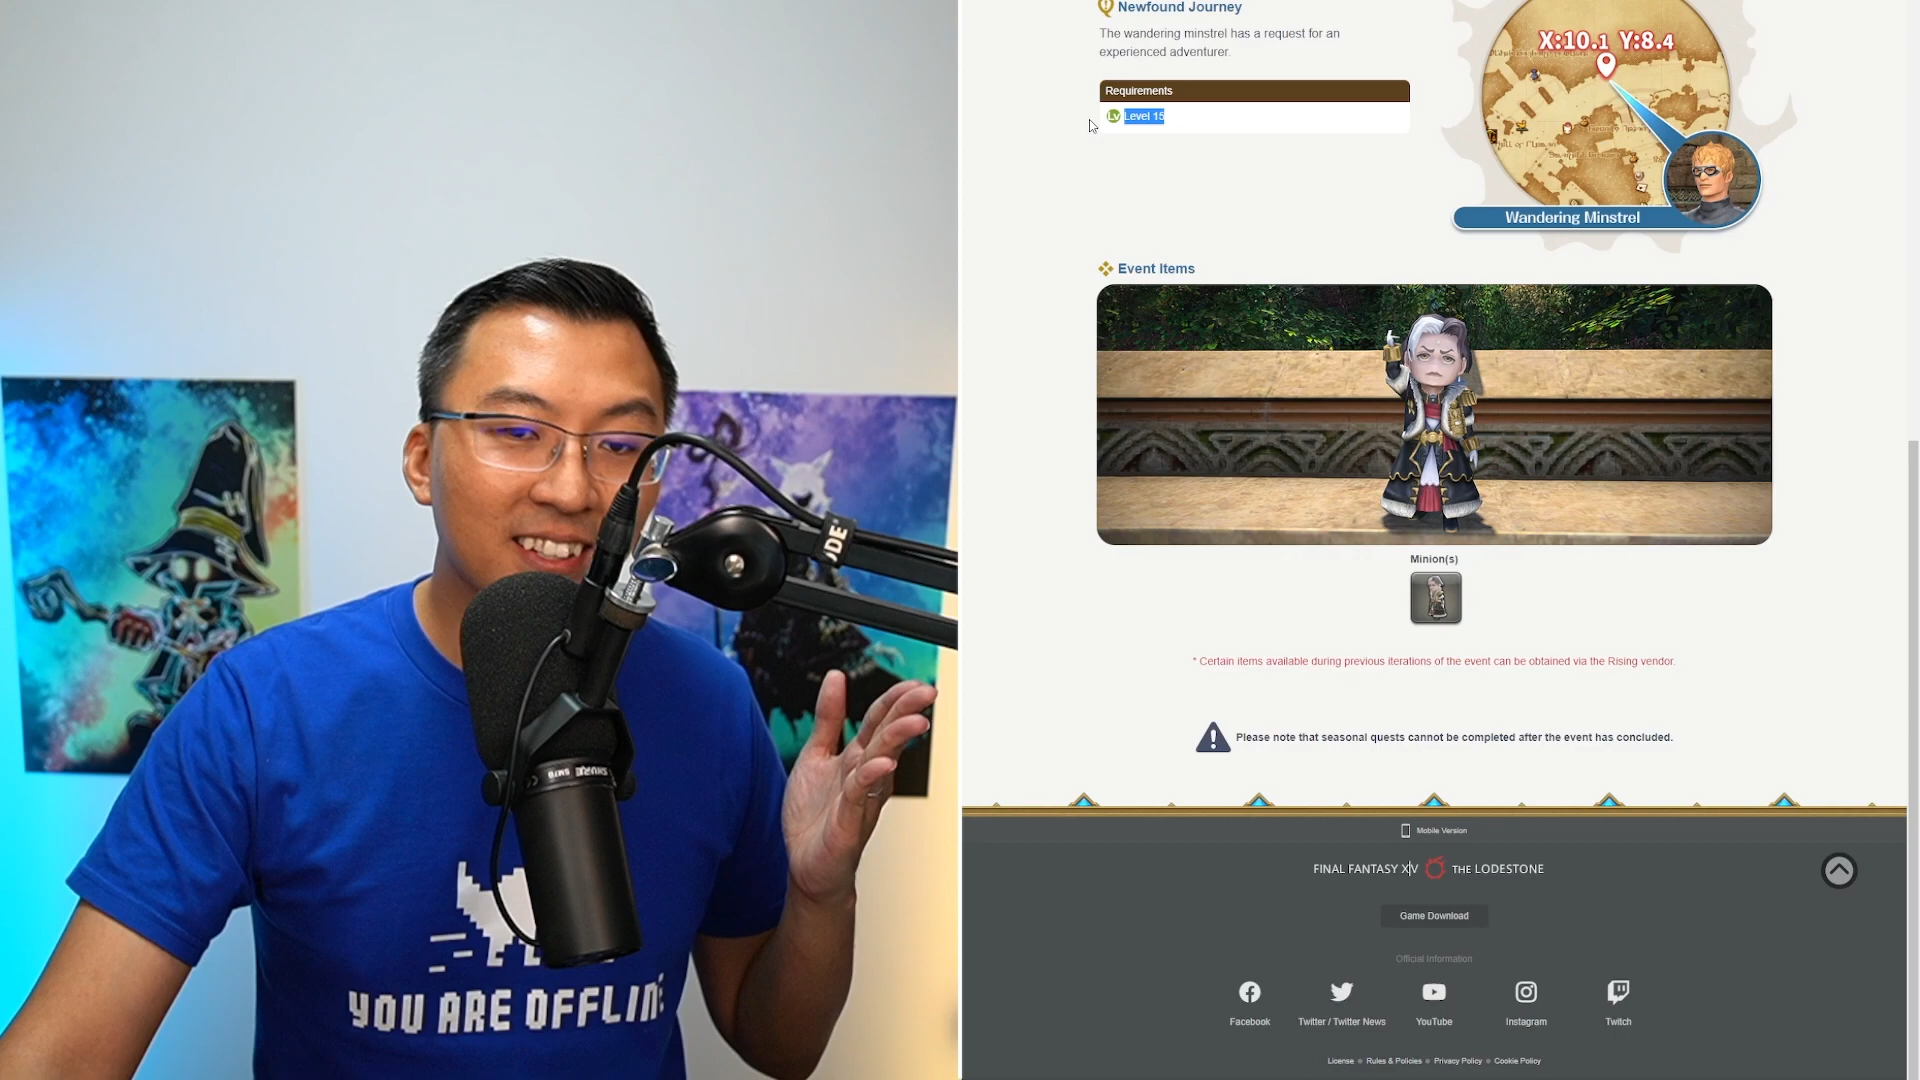 Newfound Journey
The wandering minstrel has a request for an
experienced adventurer.
Requirements
Lv Level 15
X:10.1 Y:8.4
Wandering Minstrel
Event Items
Minion(s)
* Certain items available during previous iterations of the event can be obtained via the Rising vendor.
Please note that seasonal quests cannot be completed after the event has concluded.
Mobile Version
FINAL FANTASY XIV THE LODESTONE
Game Download
Official Information
Facebook
Twitter / Twitter News
YouTube
Instagram
Twitch
License
Rules & Policies
Privacy Policy
Cookie Policy
SHURE SM7B
YOU ARE OFFLINE